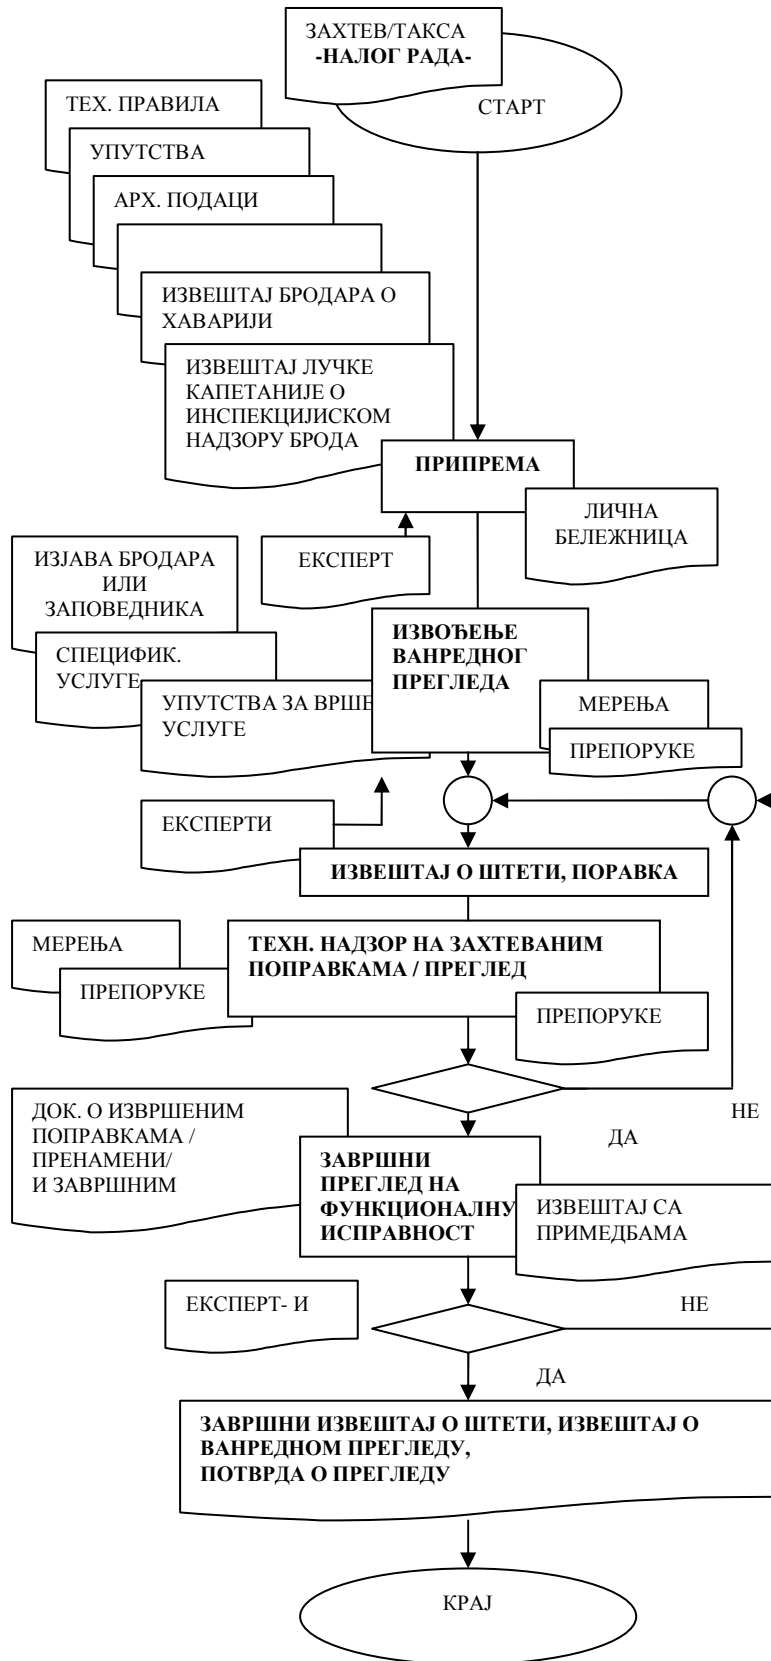 ЗАХТЕВ/ТАКСА
-НАЛОГ РАДА-
СТАРТ
ТЕХ. ПРАВИЛА
УПУТСТВА
АРХ. ПОДАЦИ
ИЗВЕШТАЈ БРОДАРА О
ХАВАРИЈИ
ИЗВЕШТАЈ ЛУЧКЕ
КАПЕТАНИЈЕ О
ИНСПЕКЦИЈИСКОМ
НАДЗОРУ БРОДА
ПРИПРЕМА
ЛИЧНА
БЕЛЕЖНИЦА
ЕКСПЕРТ
ИЗЈАВА БРОДАРА
ИЛИ
ЗАПОВЕДНИКА
СПЕЦИФИК.
УСЛУГЕ
ИЗВОЂЕЊЕ
ВАНРЕДНОГ
ПРЕГЛЕДА
УПУТСТВА ЗА ВРШЕ
УСЛУГЕ
МЕРЕЊА
ПРЕПОРУКЕ
ЕКСПЕРТИ
ИЗВЕШТАЈ О ШТЕТИ, ПОРАВКА
МЕРЕЊА
ПРЕПОРУКЕ
ТЕХН. НАДЗОР НА ЗАХТЕВАНИМ
ПОПРАВКАМА / ПРЕГЛЕД
ПРЕПОРУКЕ
НЕ
ДА
ДОК. О ИЗВРШЕНИМ
ПОПРАВКАМА /
ПРЕНАМЕНИ/
И ЗАВРШНИМ
ЗАВРШНИ
ПРЕГЛЕД НА
ФУНКЦИОНАЛНУ
ИСПРАВНОСТ
ИЗВЕШТАЈ СА
ПРИМЕДБАМА
ЕКСПЕРТ- И
НЕ
ДА
ЗАВРШНИ ИЗВЕШТАЈ О ШТЕТИ, ИЗВЕШТАЈ О
ВАНРЕДНОМ ПРЕГЛЕДУ,
ПОТВРДА О ПРЕГЛЕДУ
КРАЈ